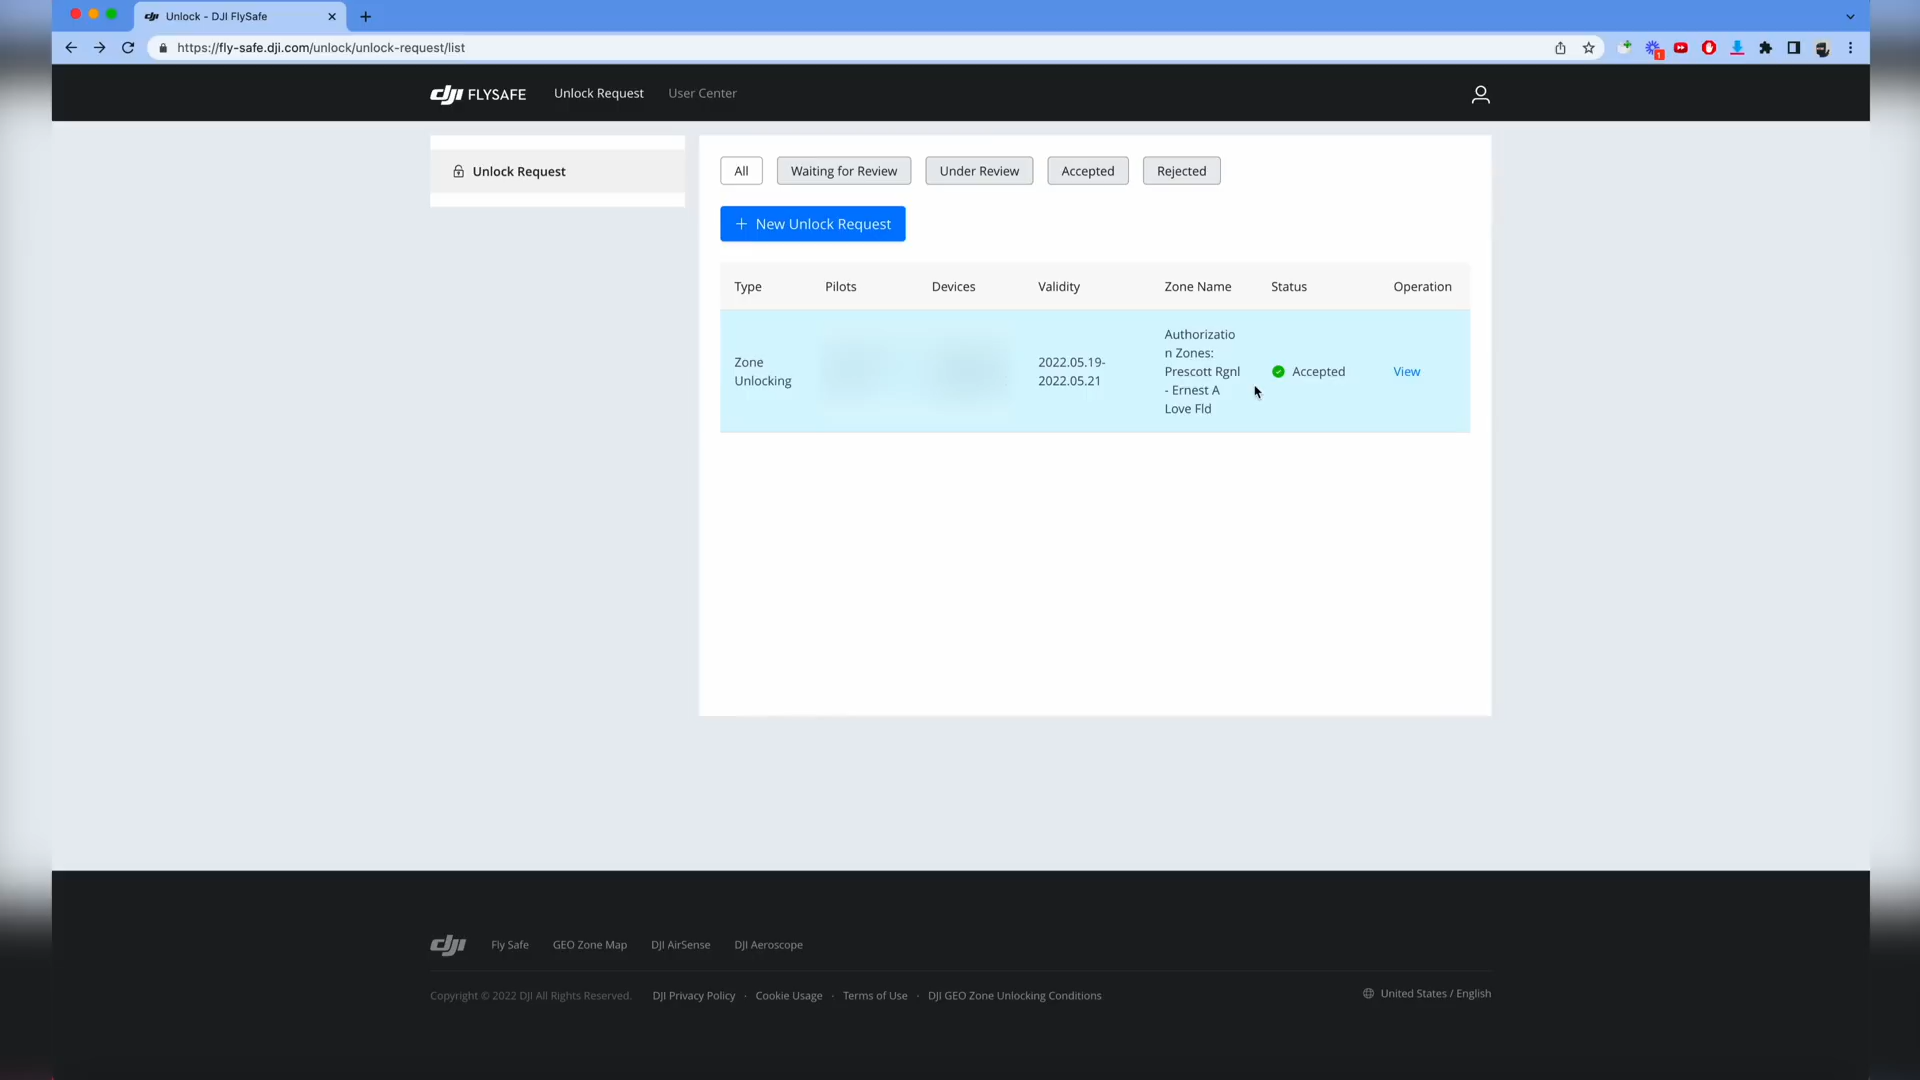 Unlock - DJI FlySafe
https://fly-safe.dji.com/unlock/unlock-request/list
1
dji FLYSAFE Unlock Request User Center
Unlock Request
All Waiting for Review Under Review Accepted Rejected
+ New Unlock Request
Type Pilots Devices Validity Zone Name Status Operation
Zone
Unlocking
2022.05.19-
2022.05.21
Authorizatio
n Zones:
Prescott Rgnl
- Ernest A
Love Fld
Accepted
View
dji Fly Safe GEO Zone Map DJI AirSense DJI Aeroscope
Copyright © 2022 DJI All Rights Reserved. DJI Privacy Policy · Cookie Usage · Terms of Use · DJI GEO Zone Unlocking Conditions
United States / English